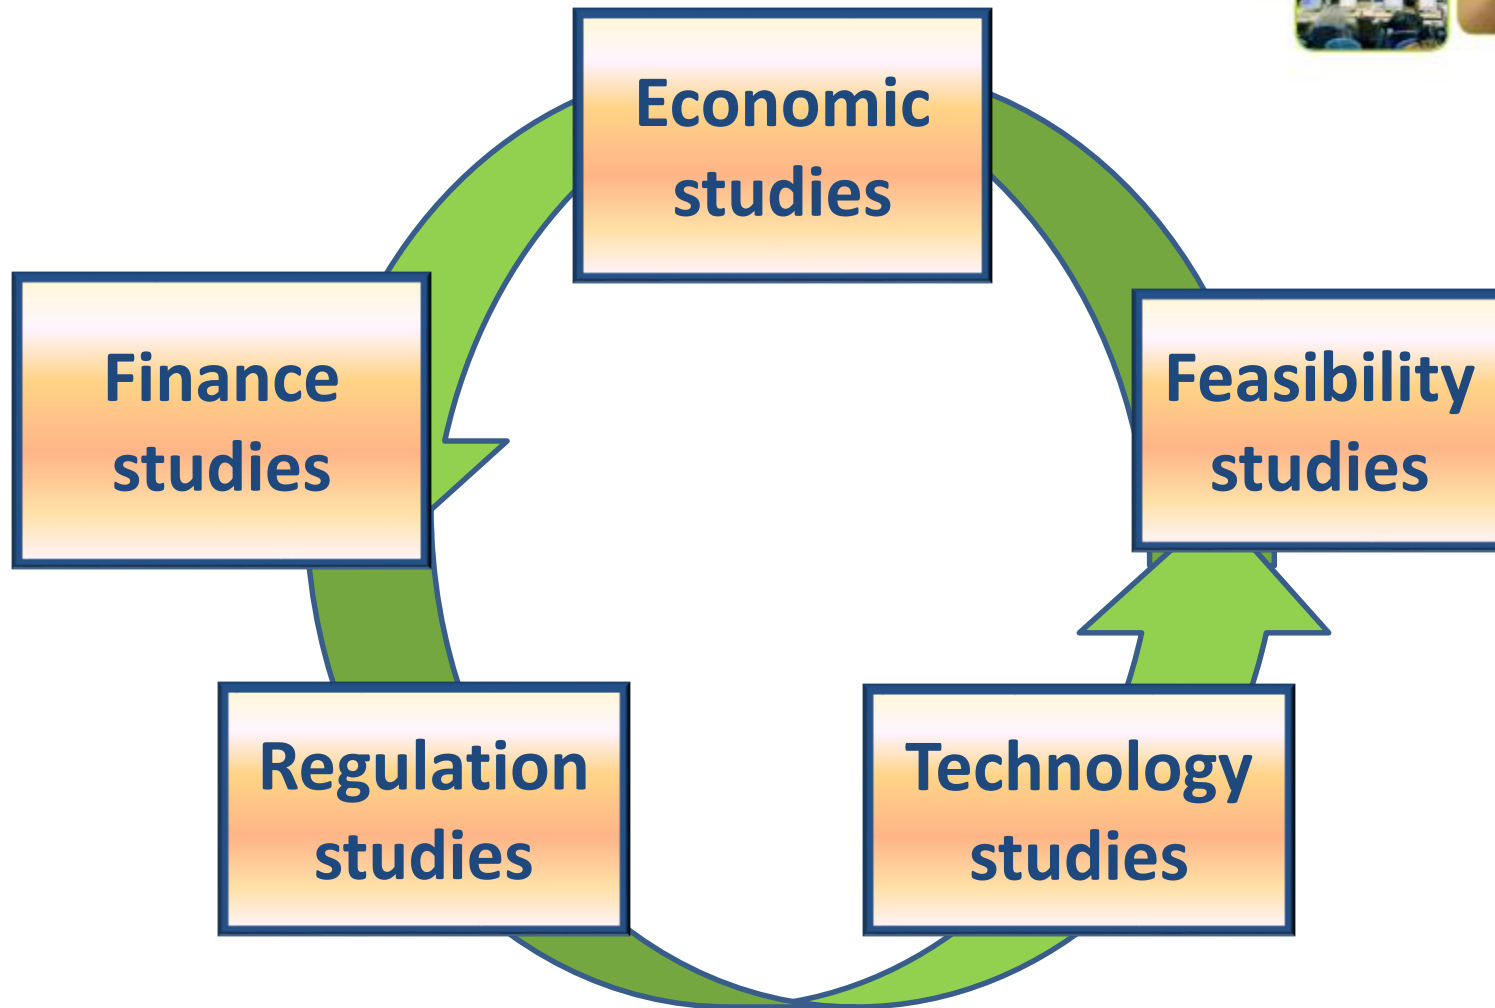 Economic
studies
Finance
studies
Feasibility
studies
Regulation
studies
Technology
studies